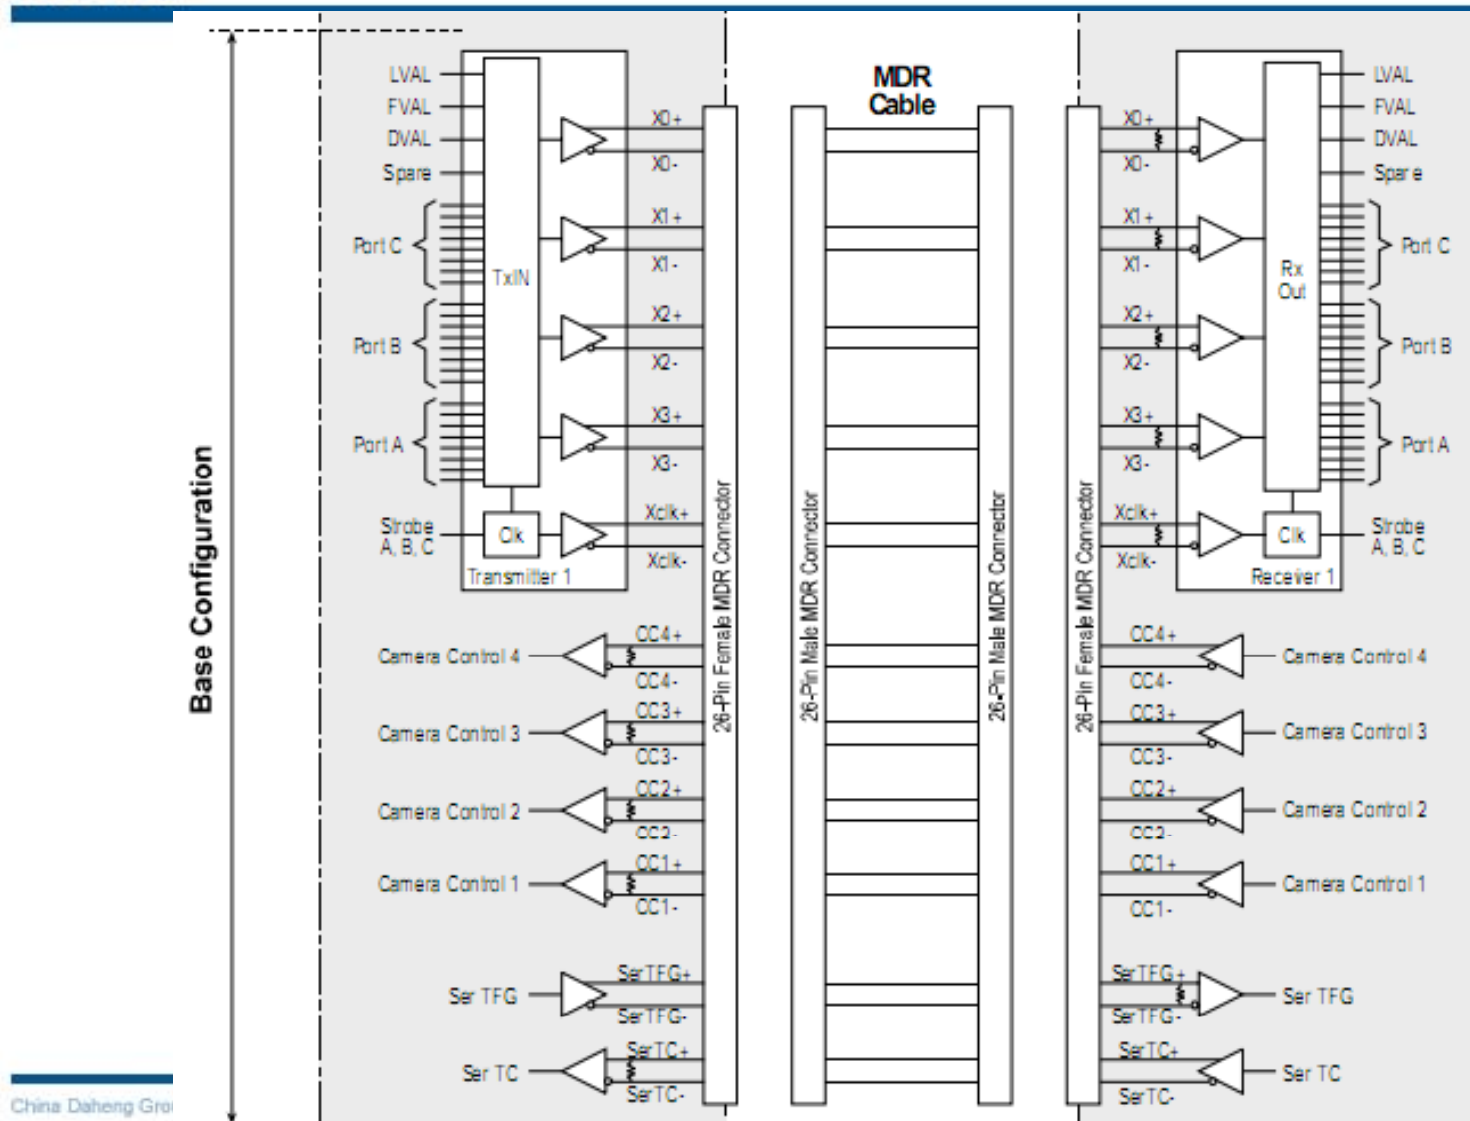 MDR
Cable
LVAL
FVAL
DVAL
Spare
Port C
Port B
Port A
Strobe
A, B, C
TxIN
Clk
Transmitter 1
X0+
X0-
X1+
X1-
X2+
X2-
X3+
X3-
Xclk+
Xclk-
Camera Control 4
CC4+
CC4-
Camera Control 3
CC3+
CC3-
Camera Control 2
CC2+
CC2-
Camera Control 1
CC1+
CC1-
Ser TFG
SerTFG+
SerTFG-
Ser TC
SerTC+
SerTC-
Base Configuration
26-Pin Female MDR Connector
26-Pin Male MDR Connector
26-Pin Male MDR Connector
26-Pin Female MDR Connector
X0+
X0-
X1+
X1-
X2+
X2-
X3+
X3-
Xclk+
Xclk-
Rx
Out
Clk
Receiver 1
LVAL
FVAL
DVAL
Spare
Port C
Port B
Port A
Strobe
A, B, C
CC4+
CC4-
Camera Control 4
CC3+
CC3-
Camera Control 3
CC2+
CC2-
Camera Control 2
CC1+
CC1-
Camera Control 1
SerTFG+
SerTFG-
Ser TFG
SerTC+
SerTC-
Ser TC
China Daheng Gro